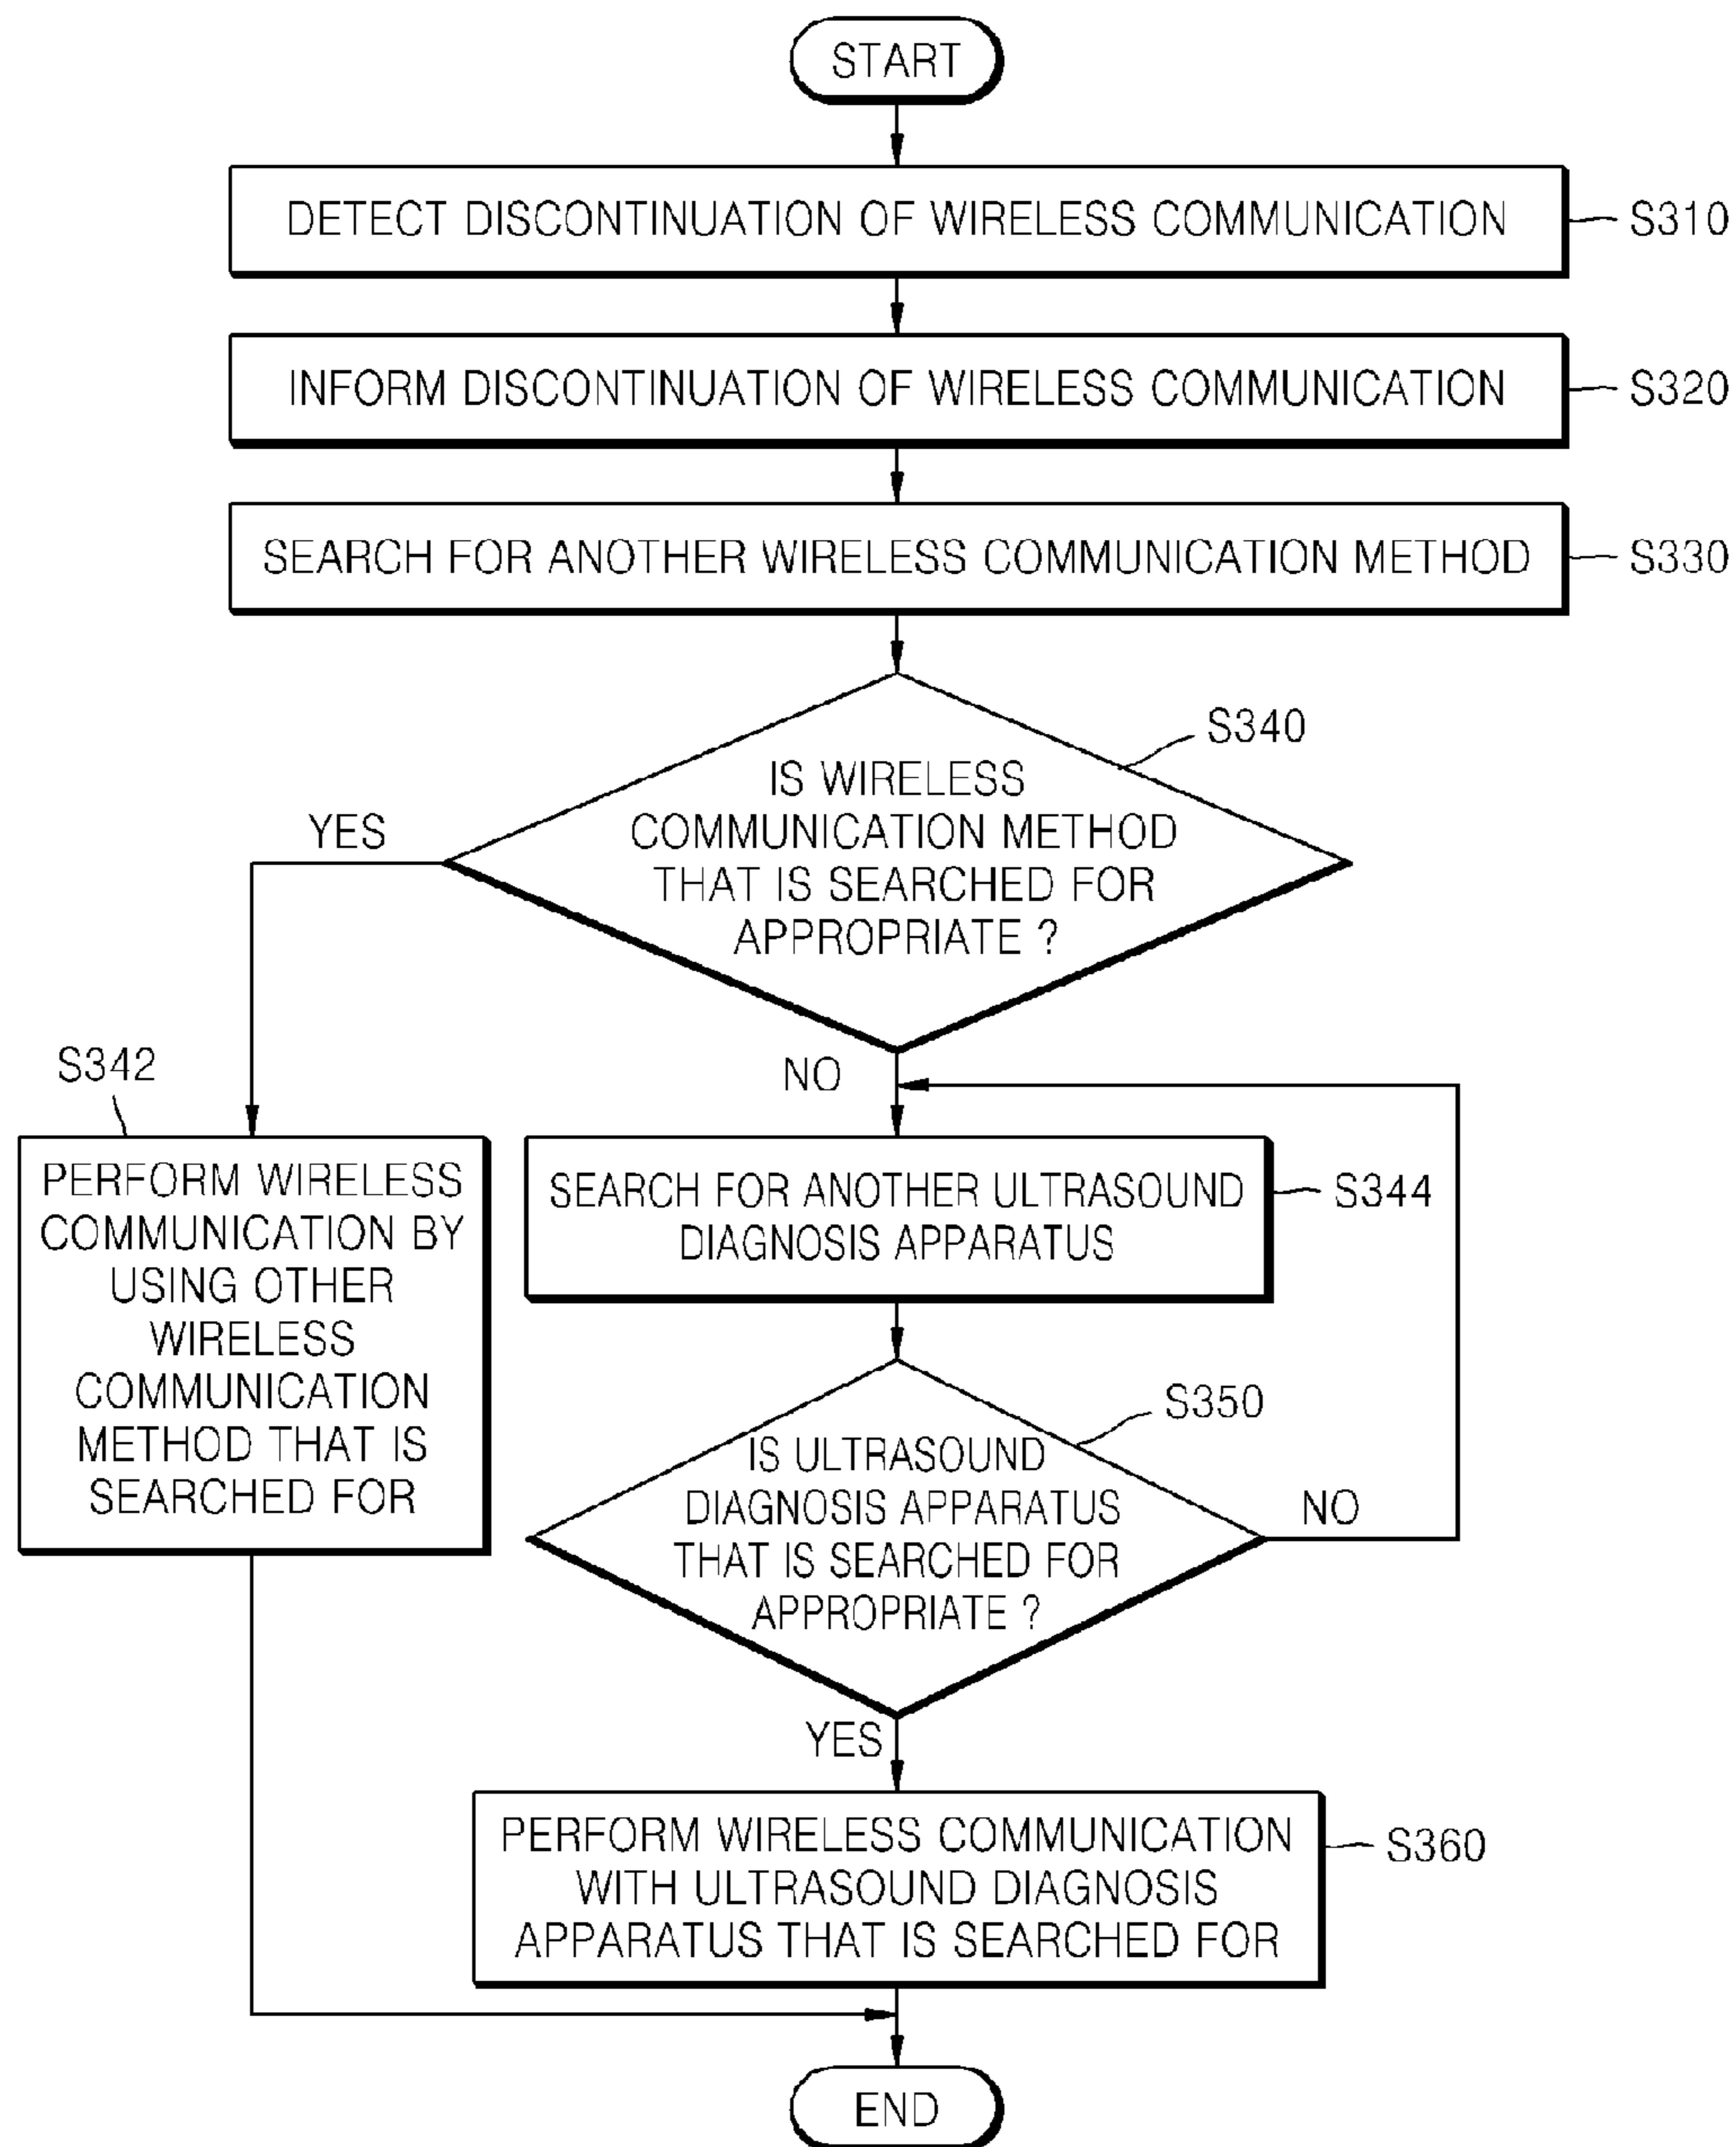 START
DETECT DISCONTINUATION OF WIRELESS COMMUNICATION
S310
INFORM DISCONTINUATION OF WIRELESS COMMUNICATION
S320
SEARCH FOR ANOTHER WIRELESS COMMUNICATION METHOD
S330
S340
IS WIRELESS
COMMUNICATION METHOD
THAT IS SEARCHED FOR
APPROPRIATE ?
YES
NO
S342
PERFORM WIRELESS
COMMUNICATION BY
USING OTHER
WIRELESS
COMMUNICATION
METHOD THAT IS
SEARCHED FOR
SEARCH FOR ANOTHER ULTRASOUND
DIAGNOSIS APPARATUS
S344
S350
IS ULTRASOUND
DIAGNOSIS APPARATUS
THAT IS SEARCHED FOR
APPROPRIATE ?
NO
YES
PERFORM WIRELESS COMMUNICATION
WITH ULTRASOUND DIAGNOSIS
APPARATUS THAT IS SEARCHED FOR
S360
END